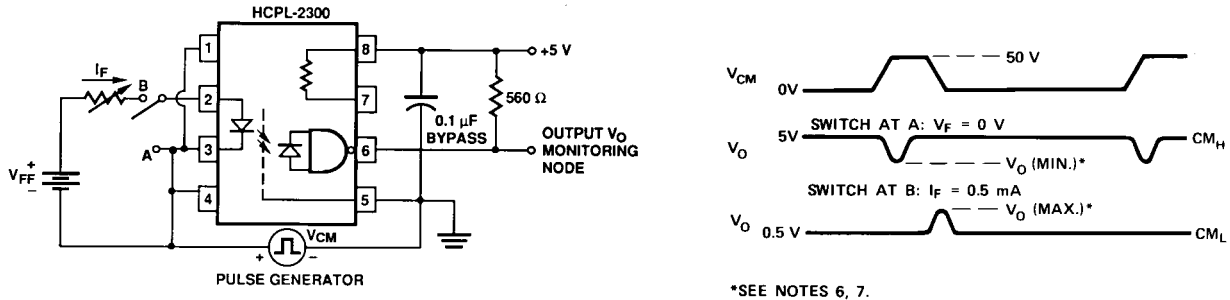 HCPL-2300
1
8
+5 V
I_F
B
2
7
560 Ω
0.1 µF
BYPASS
A
3
6
OUTPUT V_O
MONITORING
NODE
V_FF
+
–
4
5
V_CM
+
–
PULSE GENERATOR
V_CM
50 V
0V
SWITCH AT A: V_F = 0 V
5V
V_O
CM_H
V_O (MIN.)*
SWITCH AT B: I_F = 0.5 mA
V_O (MAX.)*
V_O
0.5 V
CM_L
*SEE NOTES 6, 7.